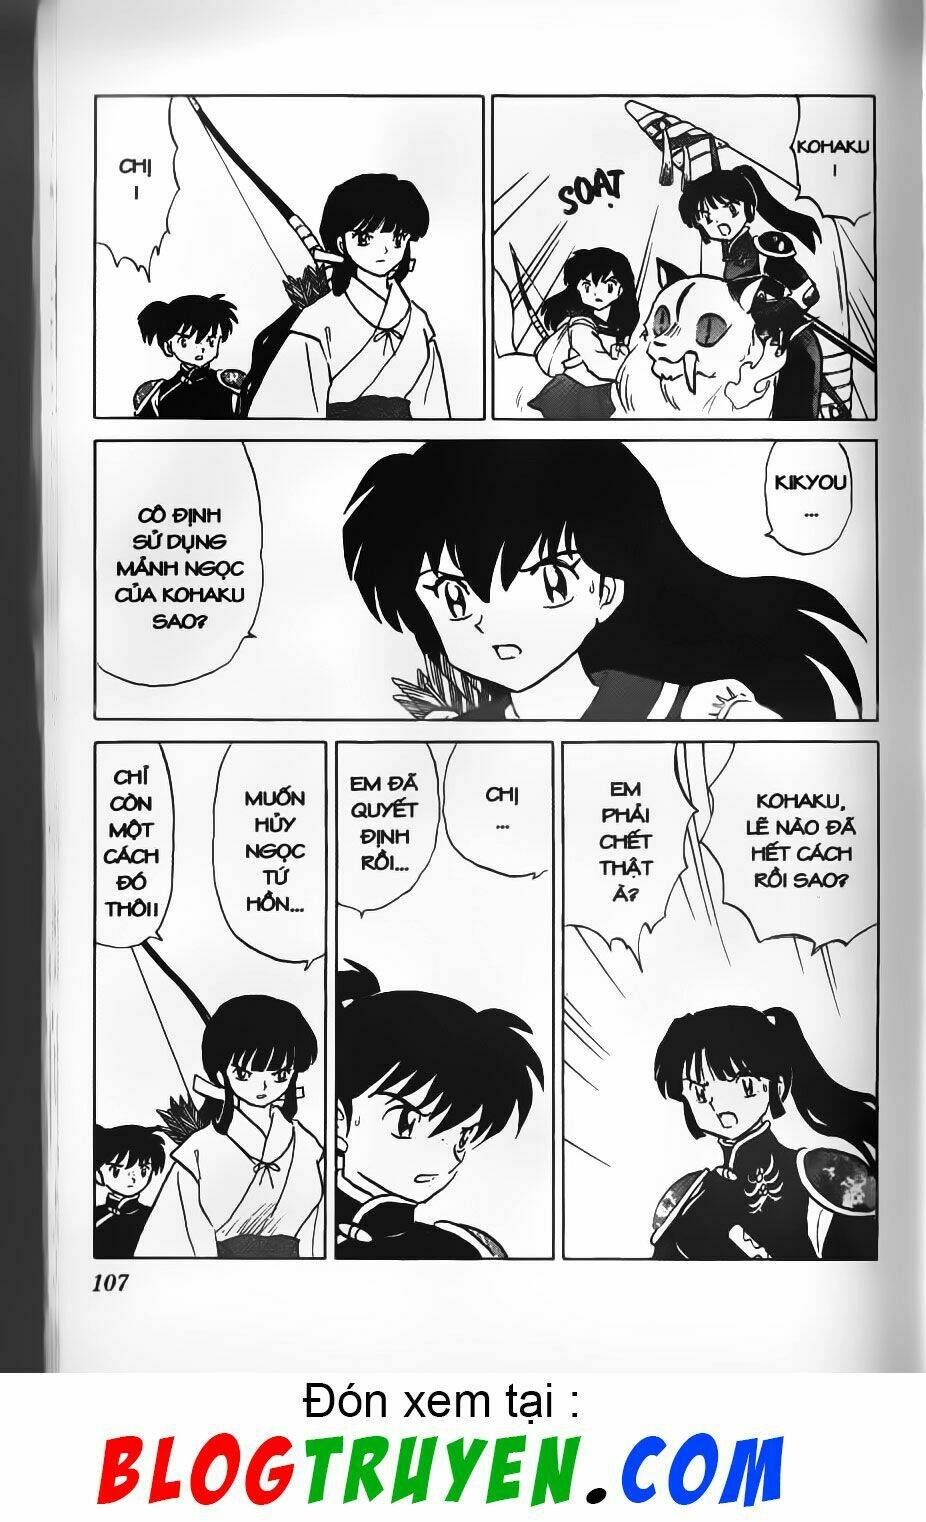 KOHAKU
!
SOẠT
CHỊ
!
KIKYOU
...
CÔ ĐỊNH
SỬ DỤNG
MẢNH NGỌC
CỦA KOHAKU
SAO?
KOHAKU,
LẼ NÀO ĐÃ
HẾT CÁCH
RỒI SAO?
EM
PHẢI
CHẾT
THẬT
À?
CHỊ
...
EM ĐÃ
QUYẾT
ĐỊNH
RỒI...
MUỐN
HỦY
NGỌC
TỨ
HỒN...
CHỈ
CÒN
MỘT
CÁCH
ĐÓ
THÔI!
107
Đón xem tại :
BLOGTRUYEN.COM